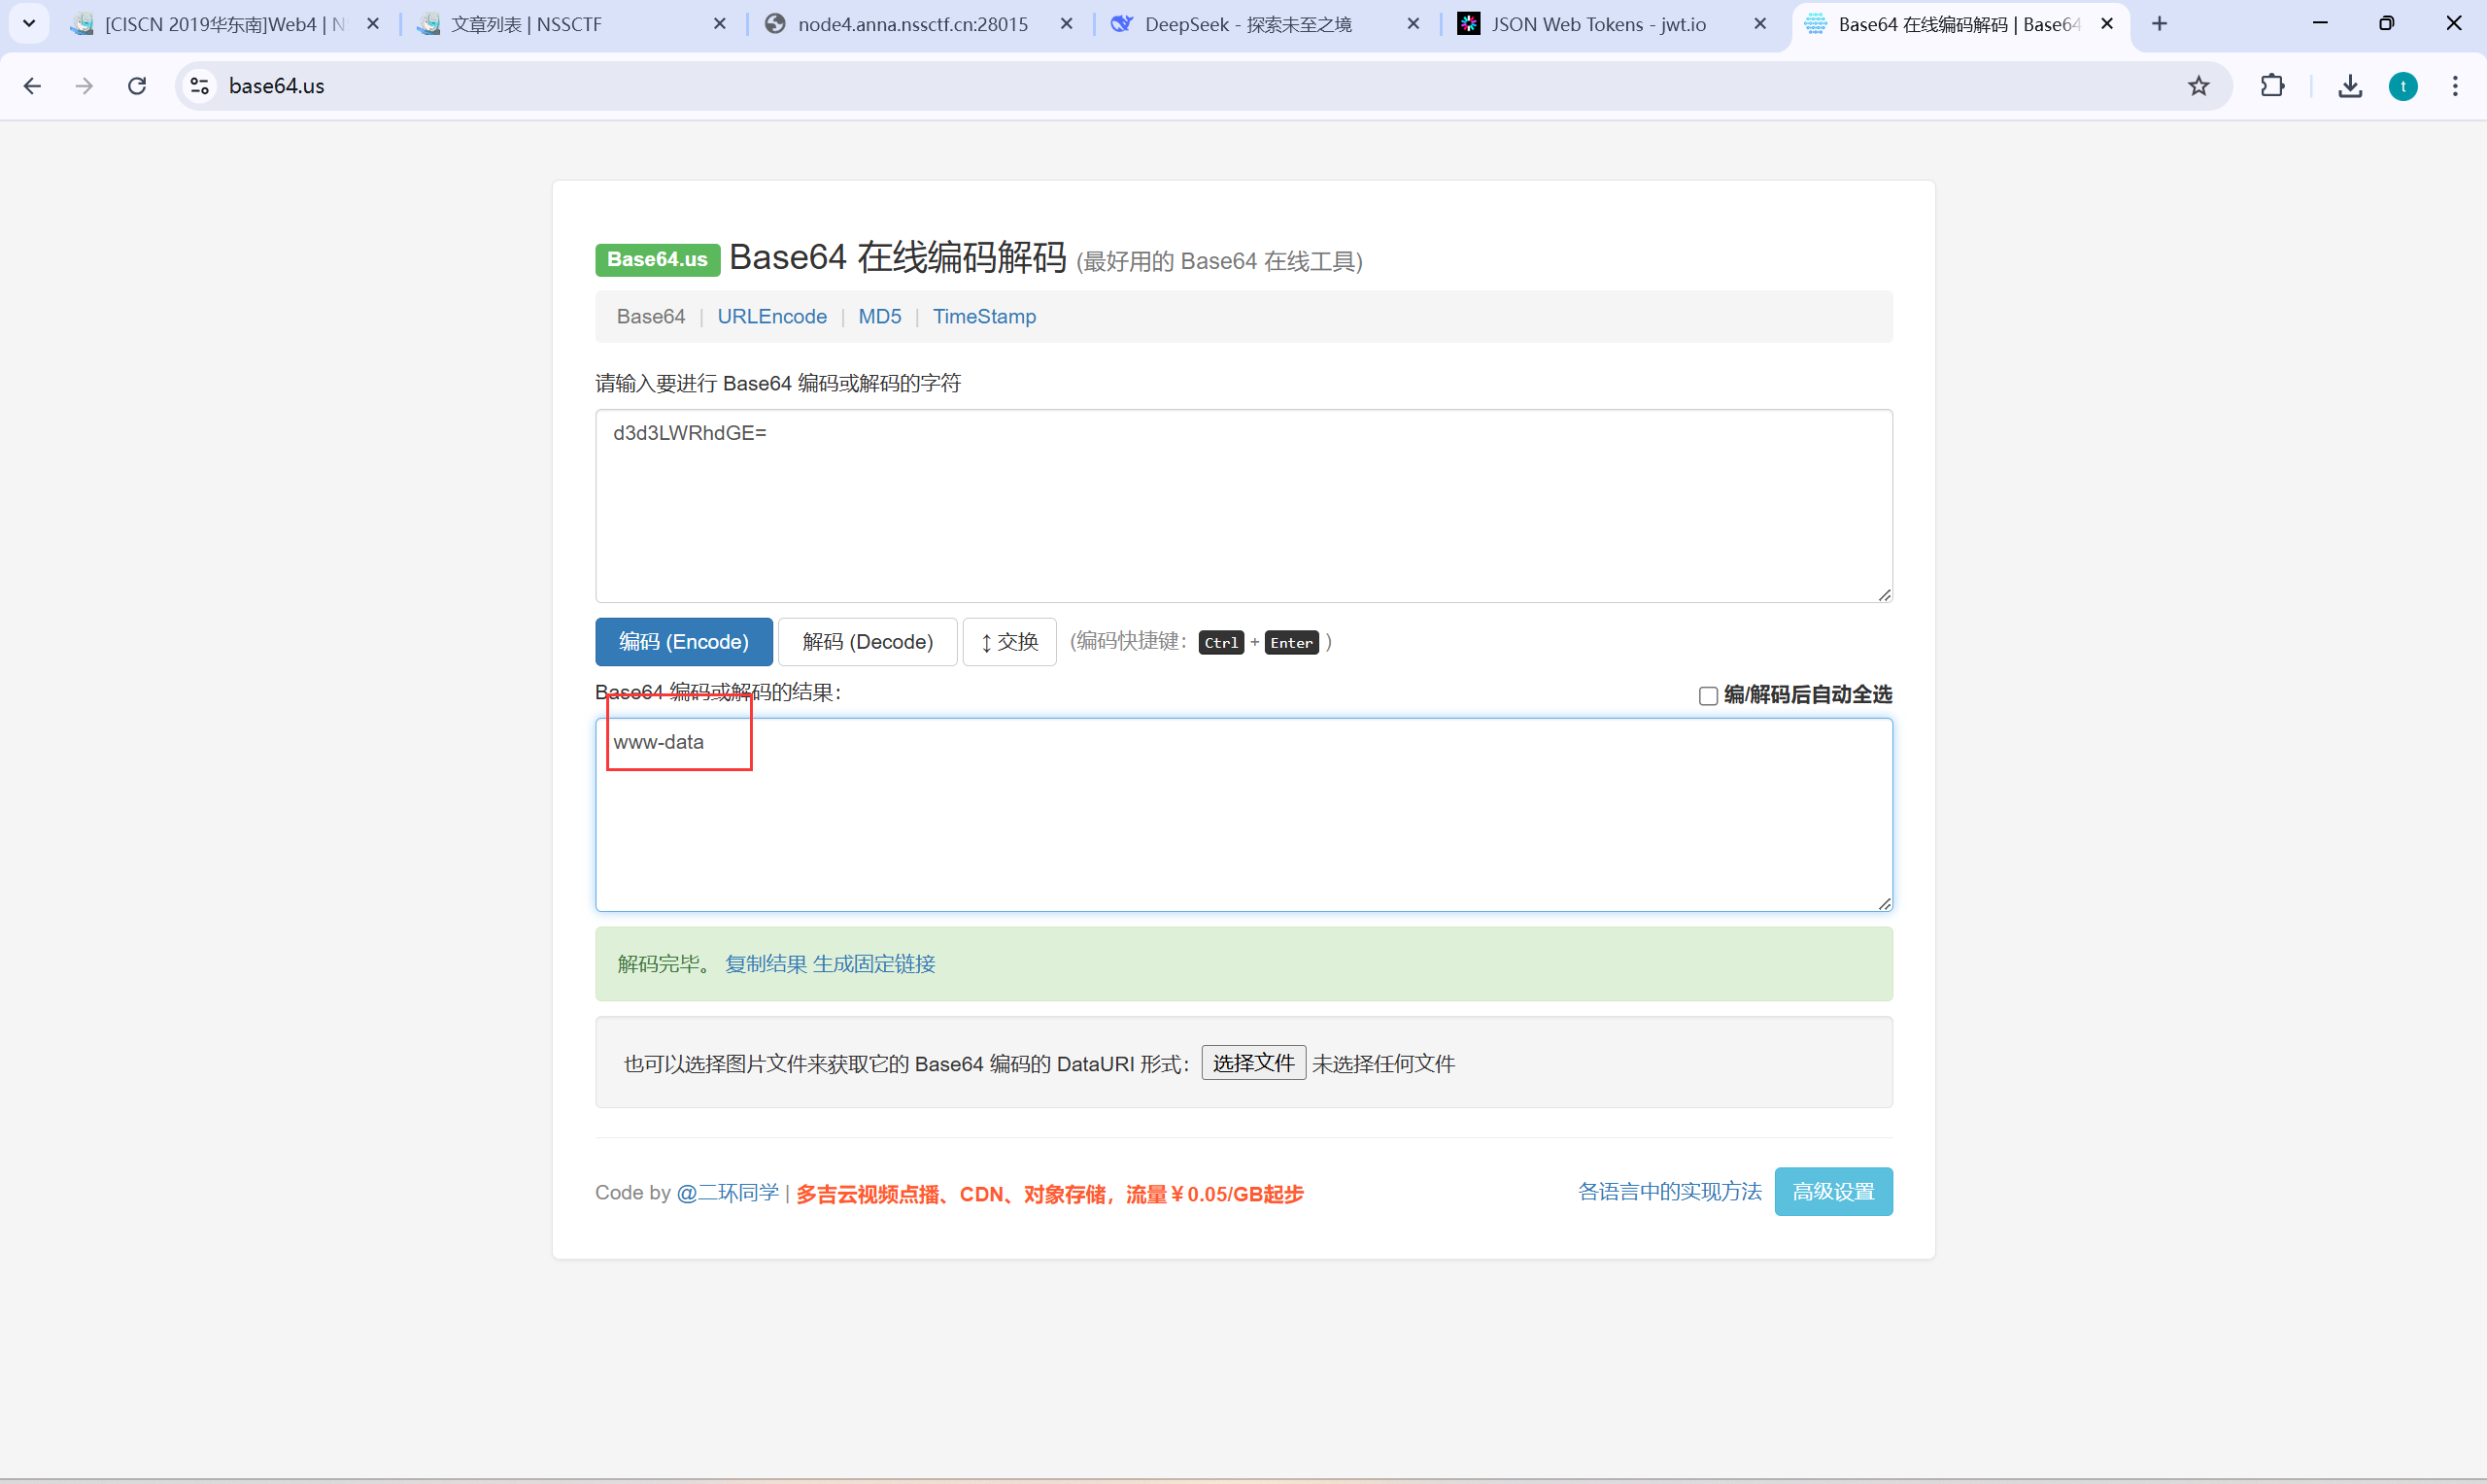 [CISCN 2019华东南]Web4 | N
文章列表 | NSSCTF
node4.anna.nssctf.cn:28015
DeepSeek - 探索未至之境
JSON Web Tokens - jwt.io
Base64 在线编码解码 | Base64
base64.us
t
Base64.us Base64 在线编码解码 (最好用的 Base64 在线工具)
Base64 | URLEncode | MD5 | TimeStamp
请输入要进行 Base64 编码或解码的字符
d3d3LWRhdGE=
编码 (Encode) 解码 (Decode) ↕ 交换 (编码快捷键： Ctrl + Enter )
Base64 编码或解码的结果： 编/解码后自动全选
www-data
解码完毕。 复制结果 生成固定链接
也可以选择图片文件来获取它的 Base64 编码的 DataURI 形式： 选择文件 未选择任何文件
Code by @二环同学 | 多吉云视频点播、CDN、对象存储，流量￥0.05/GB起步 各语言中的实现方法 高级设置